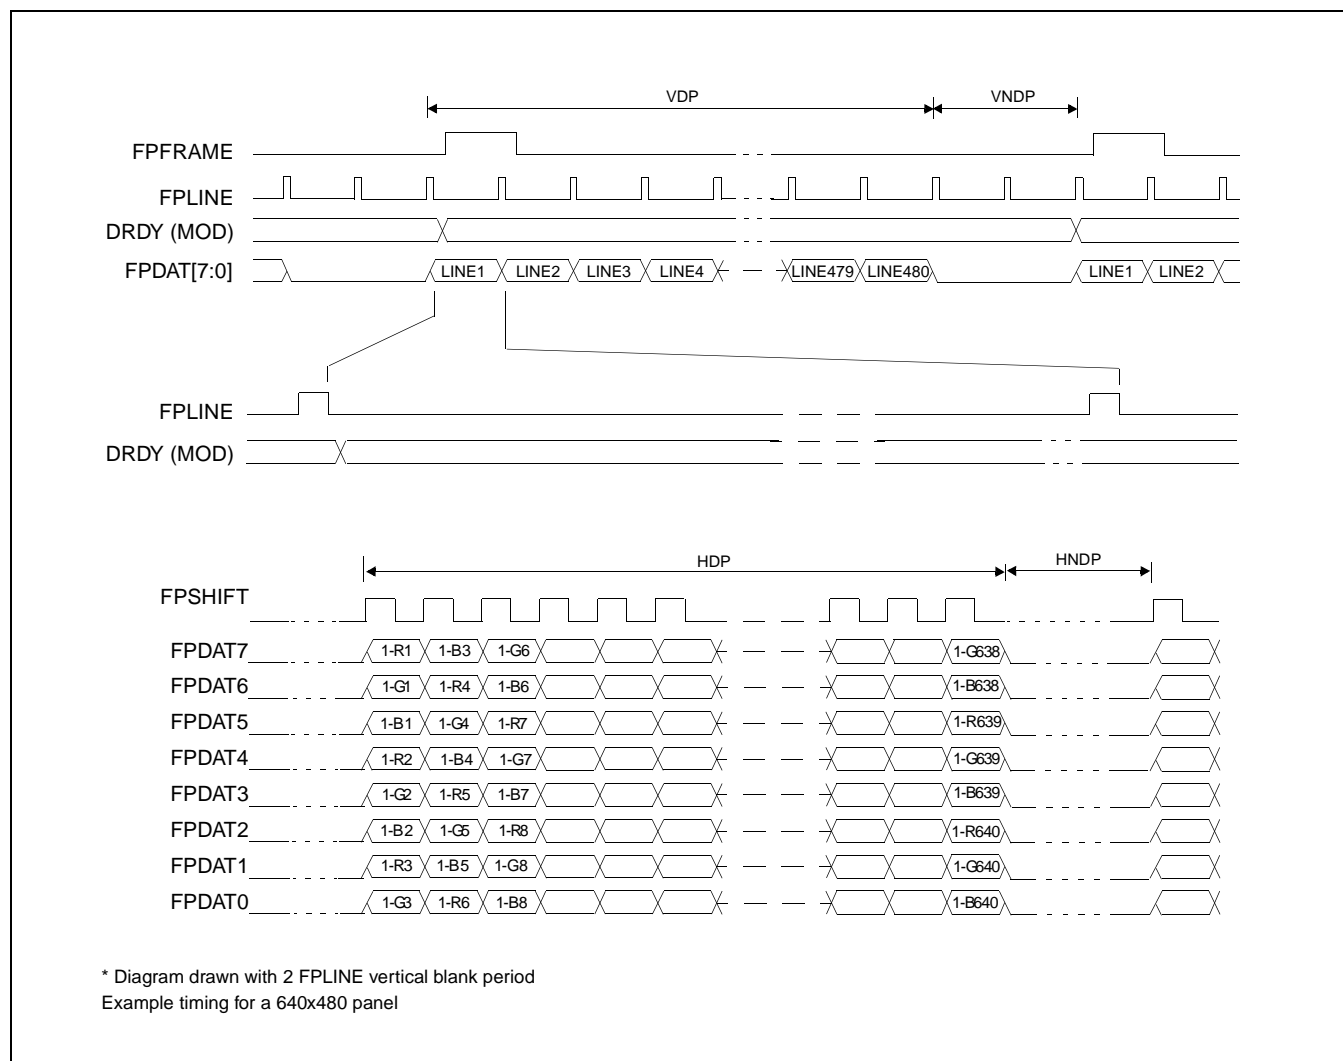 VDP VNDP
FPFRAME
FPLINE
DRDY (MOD)
FPDAT[7:0] LINE1 LINE2 LINE3 LINE4 LINE479 LINE480 LINE1 LINE2
FPLINE
DRDY (MOD)
HDP HNDP
FPSHIFT
FPDAT7 1-R1 1-B3 1-G6 1-G638
FPDAT6 1-G1 1-R4 1-B6 1-B638
FPDAT5 1-B1 1-G4 1-R7 1-R639
FPDAT4 1-R2 1-B4 1-G7 1-G639
FPDAT3 1-G2 1-R5 1-B7 1-B639
FPDAT2 1-B2 1-G5 1-R8 1-R640
FPDAT1 1-R3 1-B5 1-G8 1-G640
FPDAT0 1-G3 1-R6 1-B8 1-B640
* Diagram drawn with 2 FPLINE vertical blank period
Example timing for a 640x480 panel